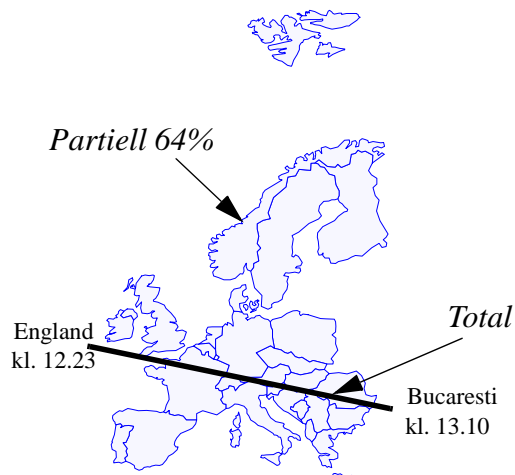 Partiell 64%
Total
England
kl. 12.23
Bucaresti
kl. 13.10